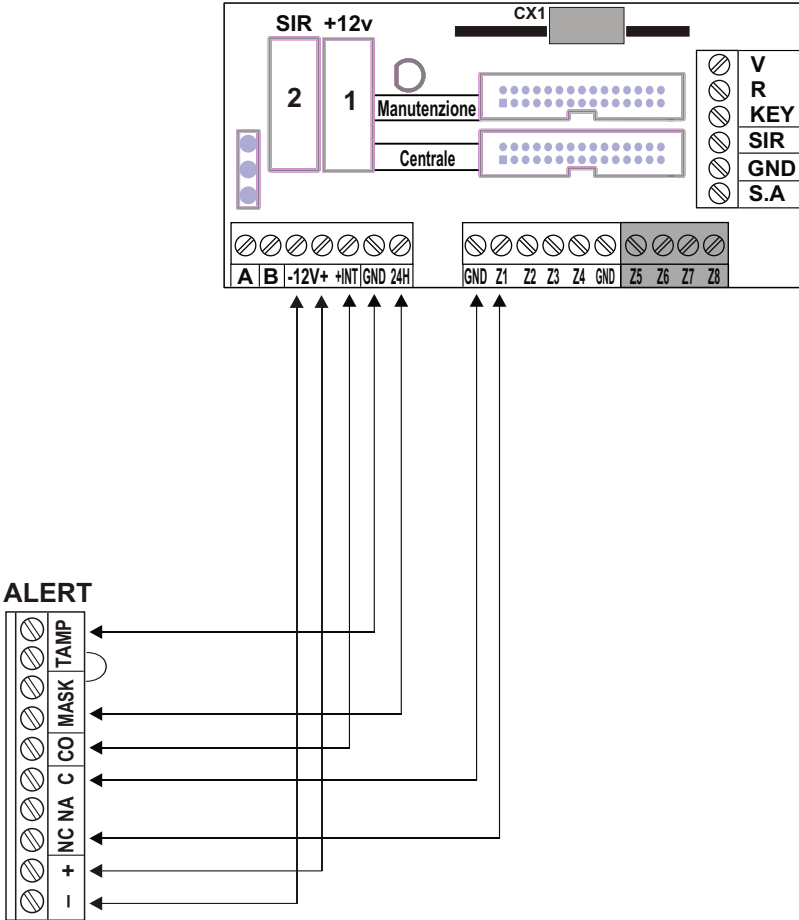 SIR +12v
CX1
2
1
Manutenzione
Centrale
V
R
KEY
SIR
GND
S.A
A B -12V+ +INT GND 24H
GND Z1 Z2 Z3 Z4 GND Z5 Z6 Z7 Z8
ALERT
TAMP
MASK
CO
C
NA
NC
+
–